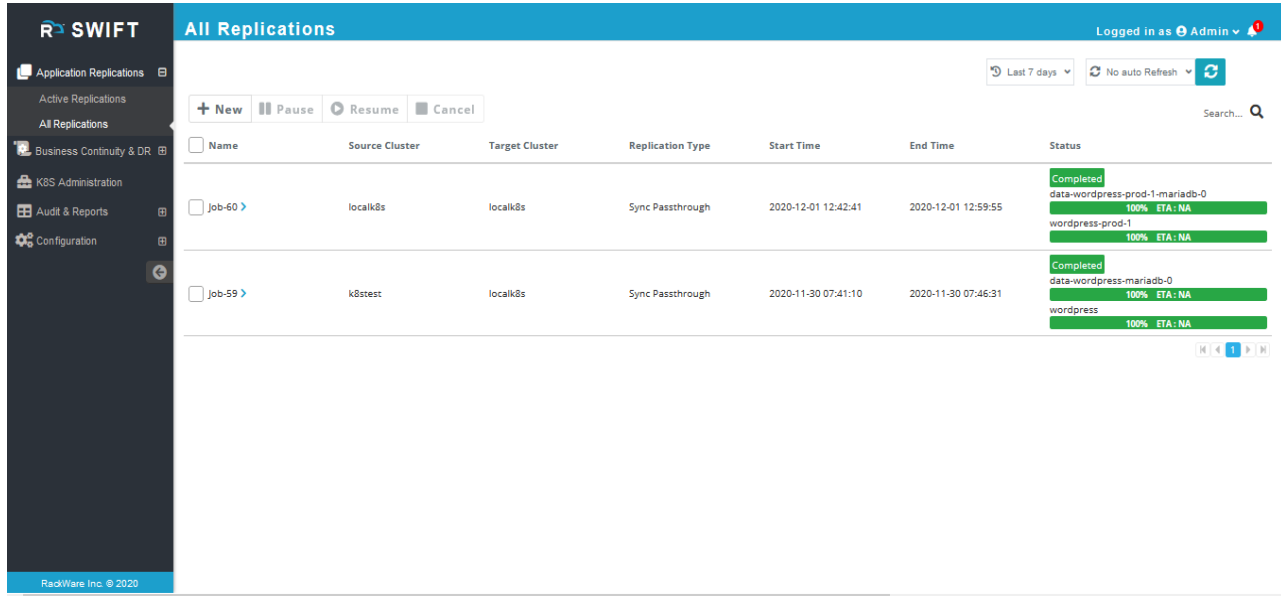 SWIFT
All Replications
Logged in as Admin
1
Application Replications
Active Replications
All Replications
Business Continuity & DR
K8S Administration
Audit & Reports
Configuration
RackWare Inc. © 2020
Last 7 days
No auto Refresh
New Pause Resume Cancel
Search...
Name Source Cluster Target Cluster Replication Type Start Time End Time Status
Completed
data-wordpress-prod-1-mariadb-0
Job-60 localk8s localk8s Sync Passthrough 2020-12-01 12:42:41 2020-12-01 12:59:55
100% ETA : NA
wordpress-prod-1
100% ETA : NA
Completed
data-wordpress-mariadb-0
Job-59 k8stest localk8s Sync Passthrough 2020-11-30 07:41:10 2020-11-30 07:46:31
100% ETA : NA
wordpress
100% ETA : NA
1